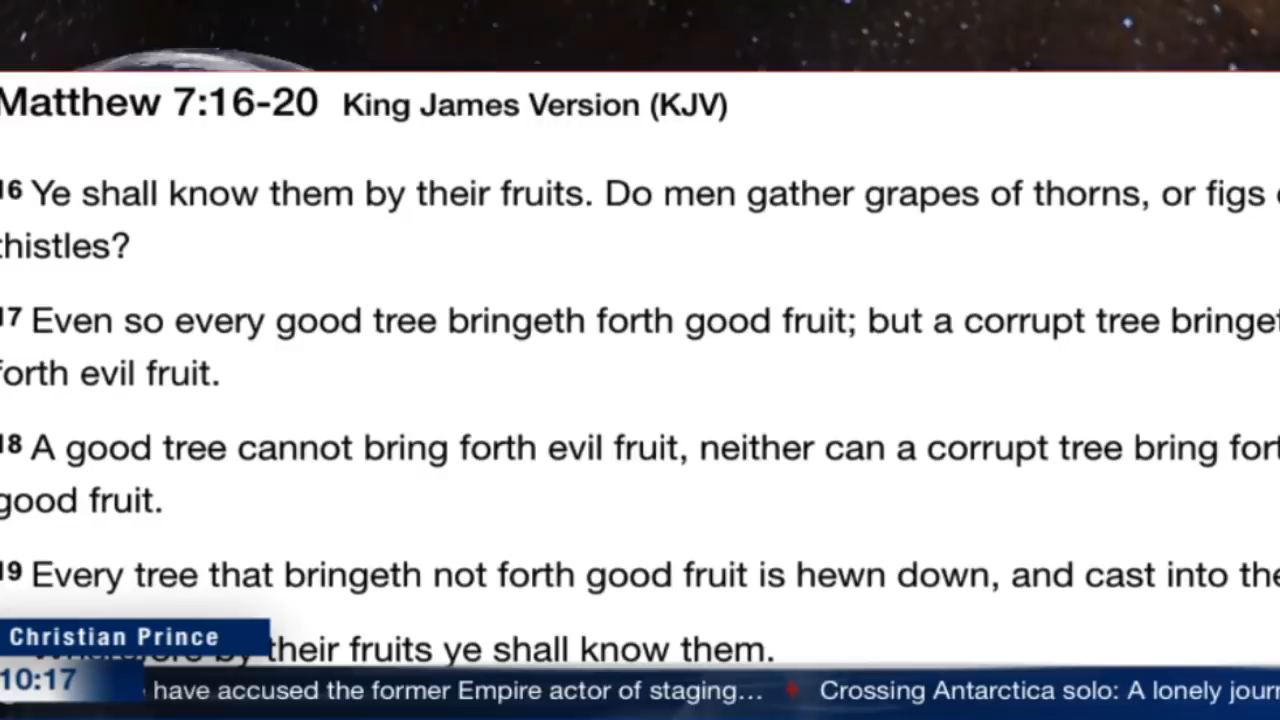 Matthew 7:16-20 King James Version (KJV)
16 Ye shall know them by their fruits. Do men gather grapes of thorns, or figs
thistles?
17 Even so every good tree bringeth forth good fruit; but a corrupt tree bringet
forth evil fruit.
18 A good tree cannot bring forth evil fruit, neither can a corrupt tree bring fort
good fruit.
19 Every tree that bringeth not forth good fruit is hewn down, and cast into the
by their fruits ye shall know them.
Christian Prince
10:17
have accused the former Empire actor of staging... Crossing Antarctica solo: A lonely jour